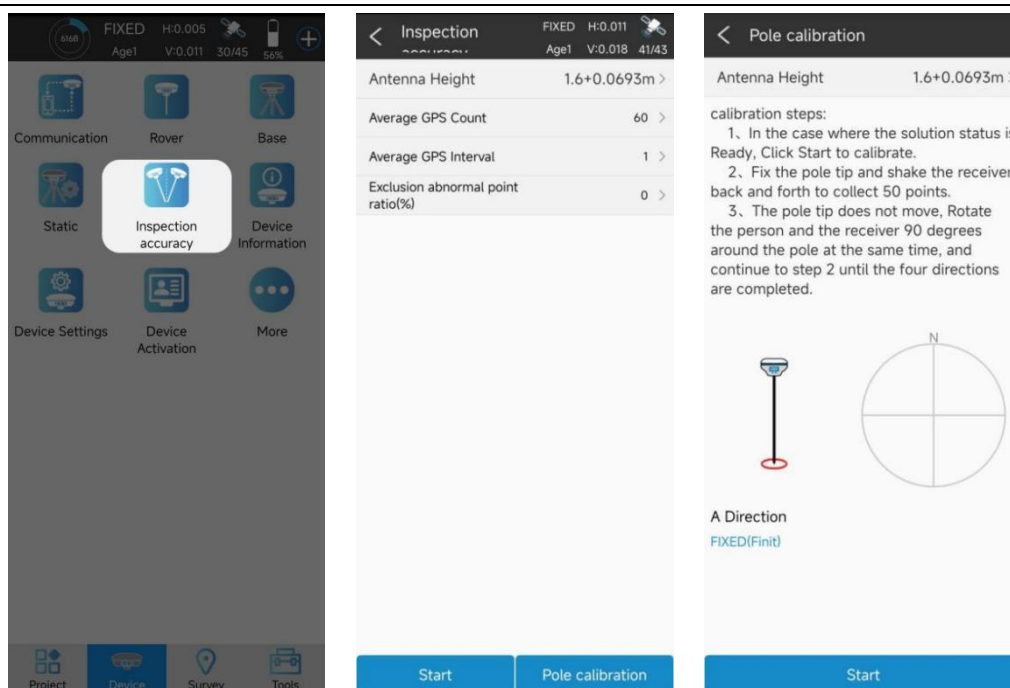 6168
FIXED H:0.005
Age1 V:0.011 30/45 56%
Communication Rover Base
Static Inspection accuracy Device Information
Device Settings Device Activation More
Project Device Survey Tools
Inspection accuracy
FIXED H:0.011
Age1 V:0.018 41/43
Antenna Height 1.6+0.0693m >
Average GPS Count 60 >
Average GPS Interval 1 >
Exclusion abnormal point
ratio(%) 0 >
Start Pole calibration
Pole calibration
Antenna Height 1.6+0.0693m
calibration steps:
1、In the case where the solution status is
Ready, Click Start to calibrate.
2、Fix the pole tip and shake the receiver
back and forth to collect 50 points.
3、The pole tip does not move, Rotate
the person and the receiver 90 degrees
around the pole at the same time, and
continue to step 2 until the four directions
are completed.
N
A Direction
FIXED(Finit)
Start